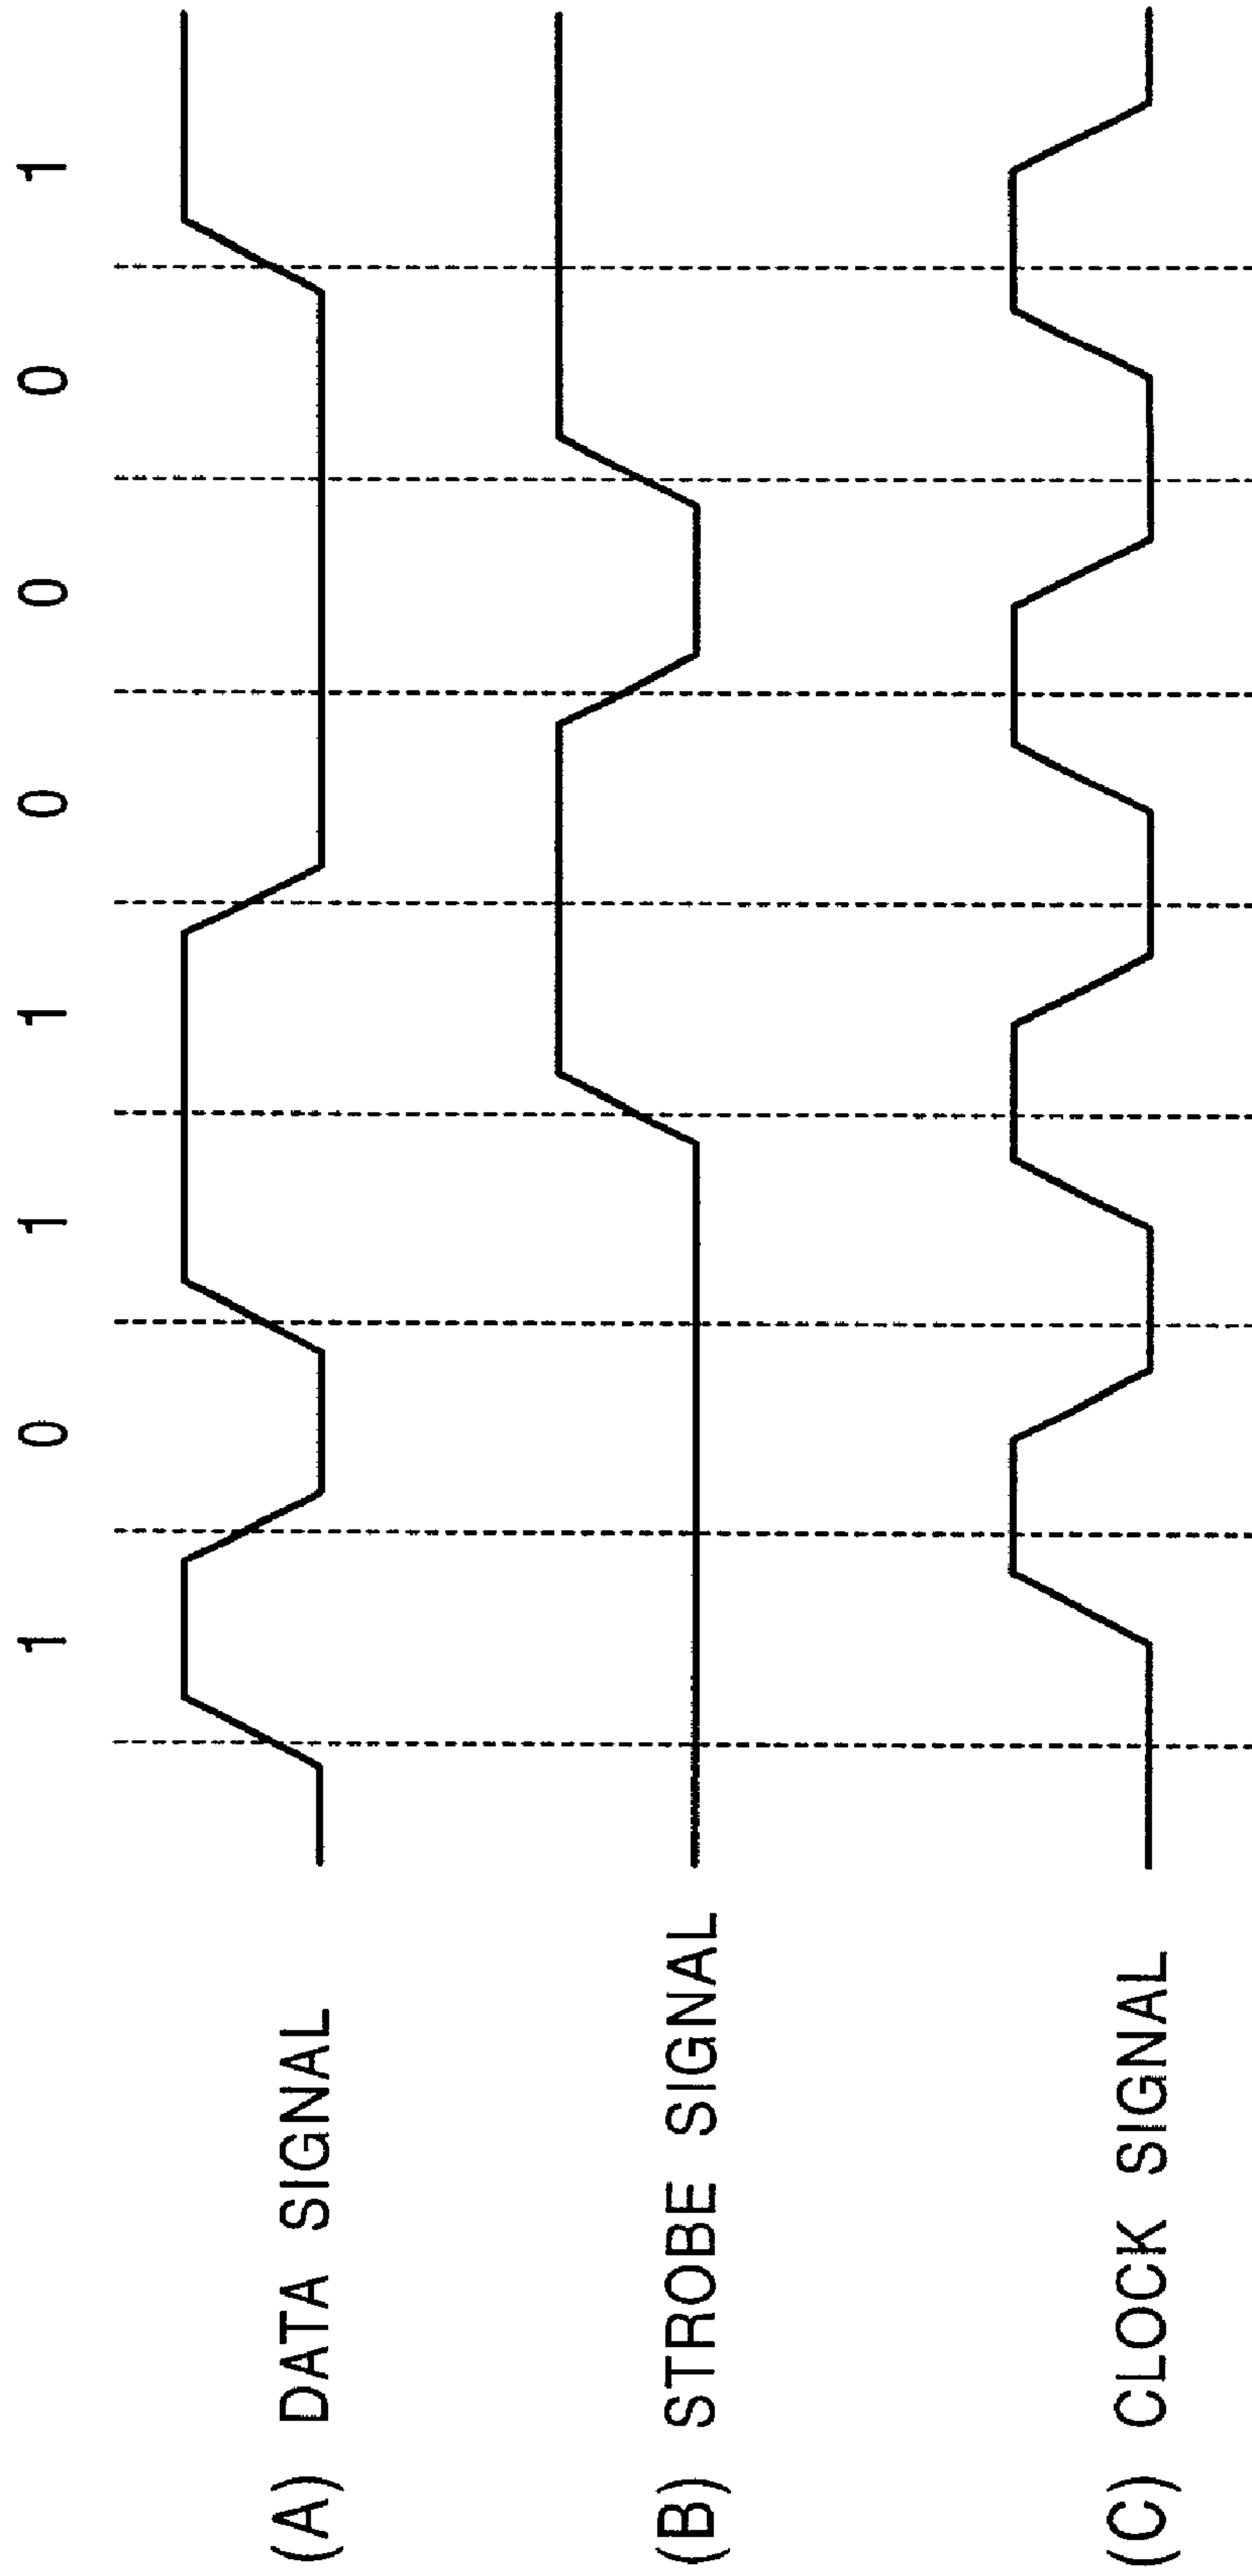 1 0 1 1 0 0 0 1
(A) DATA SIGNAL
(B) STROBE SIGNAL
(C) CLOCK SIGNAL